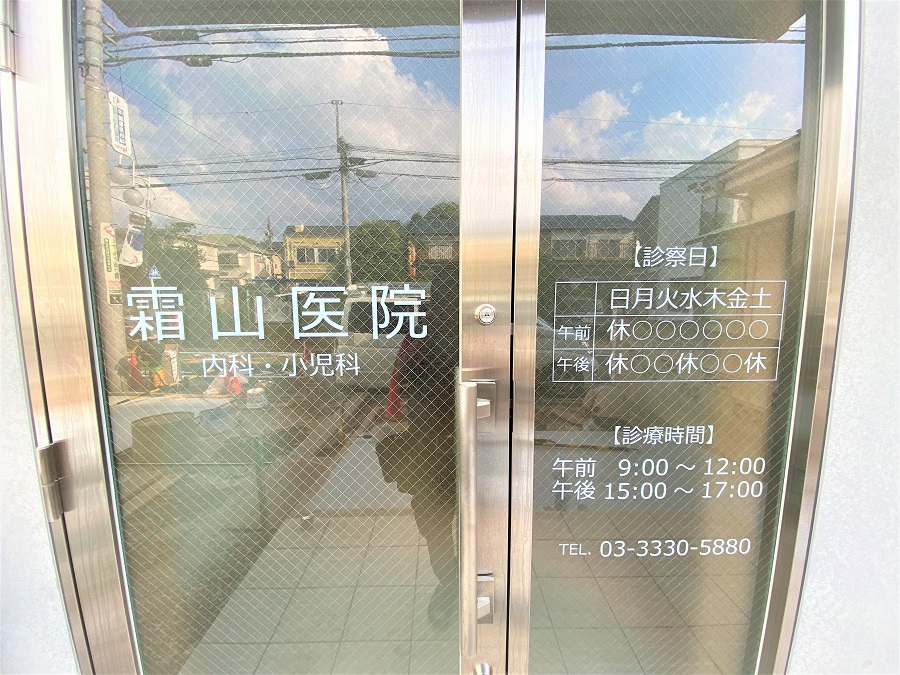 霜山医院
内科・小児科
【診察日】
日月火水木金土
午前 休○○○○○○
午後 休○○休○○休
【診療時間】
午前 9:00～12:00
午後 15:00～17:00
TEL. 03-3330-5880